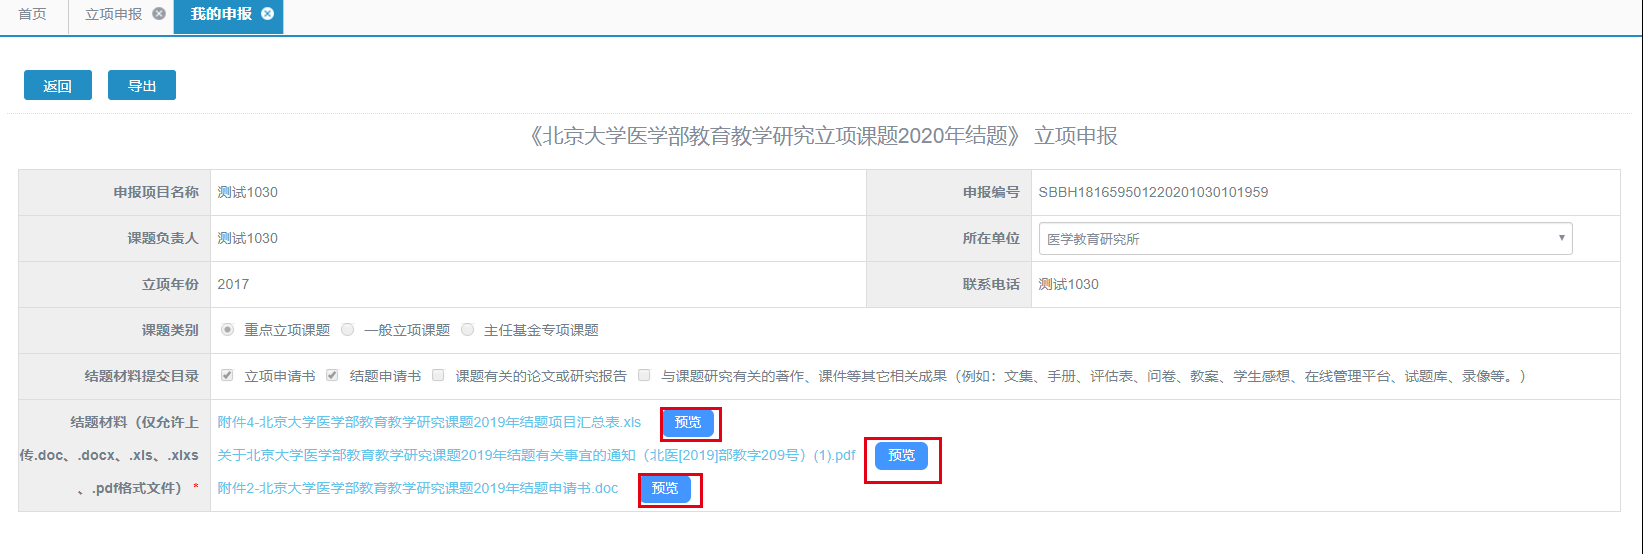 首页 立项申报 我的申报
返回 导出
《北京大学医学部教育教学研究立项课题2020年结题》 立项申报
申报项目名称 测试1030 申报编号 SBBH181659501220201030101959
课题负责人 测试1030 所在单位 医学教育研究所
立项年份 2017 联系电话 测试1030
课题类别 重点立项课题 一般立项课题 主任基金专项课题
结题材料提交目录 立项申请书 结题申请书 课题有关的论文或研究报告 与课题研究有关的著作、课件等其它相关成果（例如：文集、手册、评估表、问卷、教案、学生感想、在线管理平台、试题库、录像等。）
结题材料（仅允许上 附件4-北京大学医学部教育教学研究课题2019年结题项目汇总表.xls 预览
传.doc、.docx、.xls、.xlxs 关于北京大学医学部教育教学研究课题2019年结题有关事宜的通知（北医[2019]部教字209号）(1).pdf 预览
、.pdf格式文件） * 附件2-北京大学医学部教育教学研究课题2019年结题申请书.doc 预览